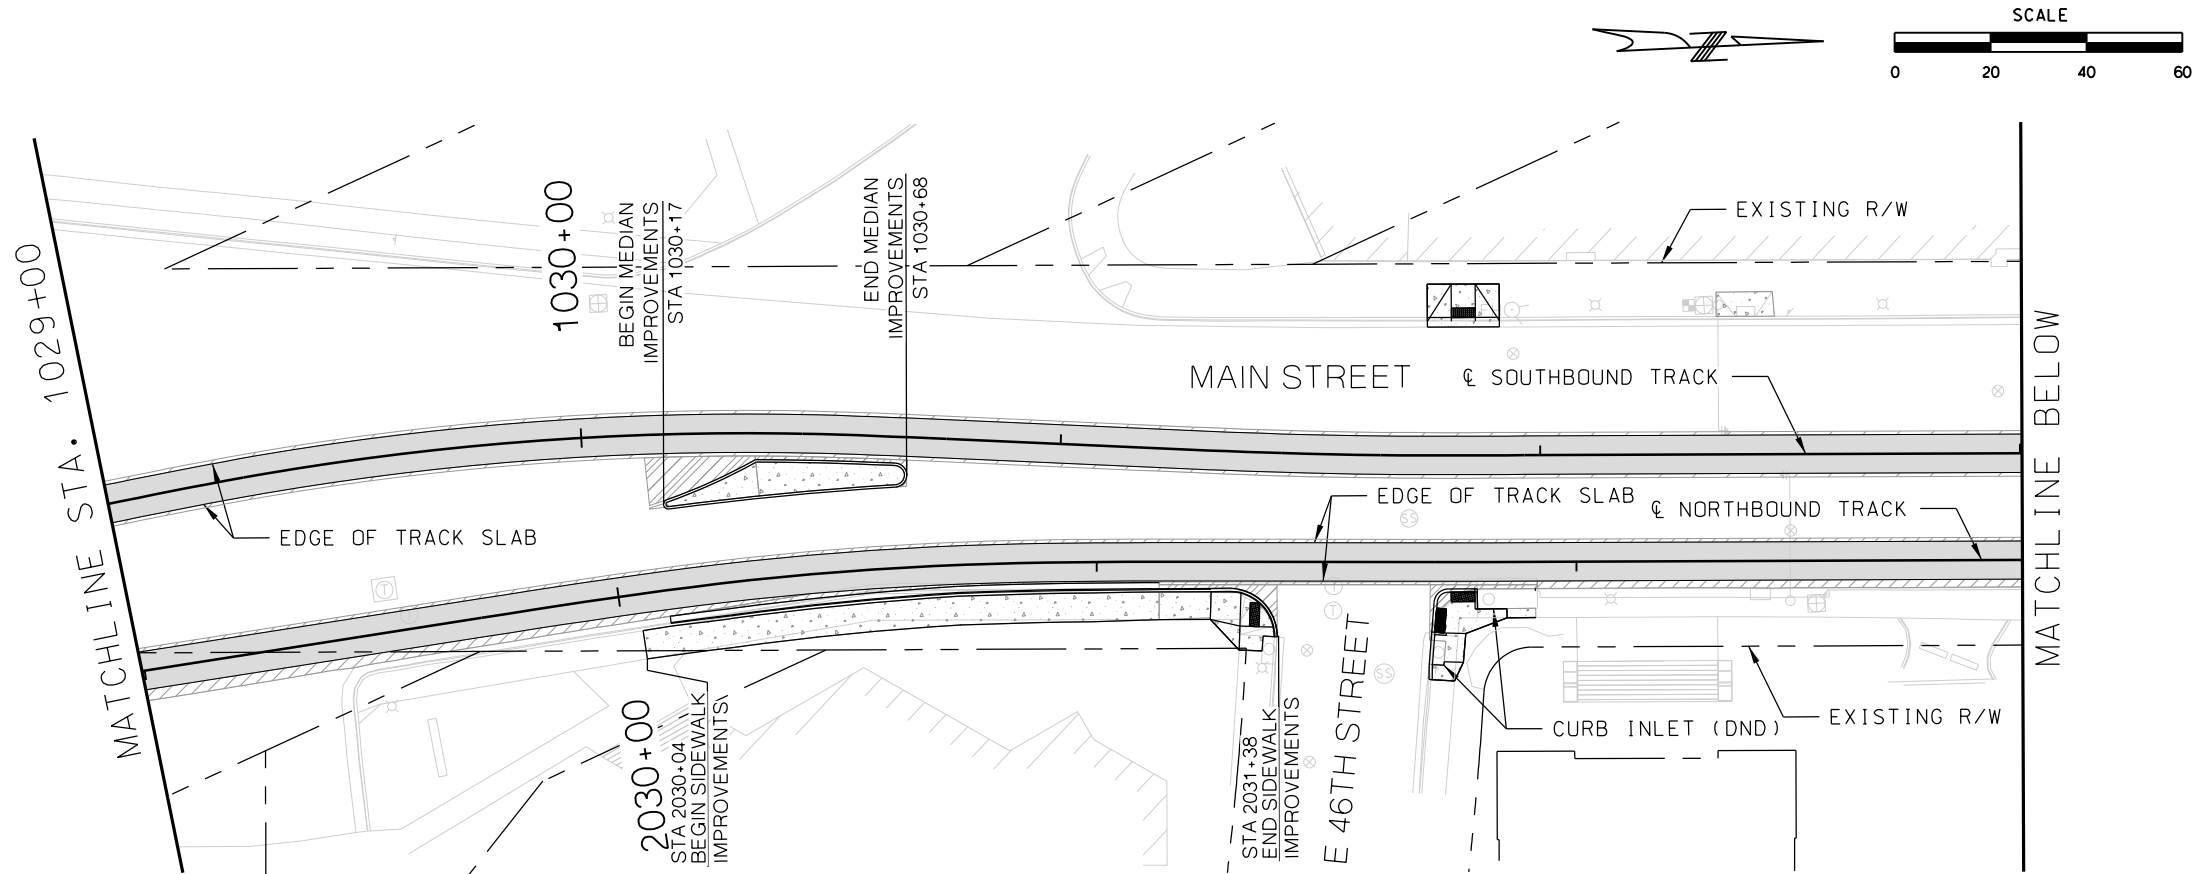 SCALE
0 20 40 60
MATCHLINE STA. 1029+00
1030+00
BEGIN MEDIAN
IMPROVEMENTS
STA 1030+17
END MEDIAN
IMPROVEMENTS
STA 1030+68
EXISTING R/W
MAIN STREET
℄ SOUTHBOUND TRACK
EDGE OF TRACK SLAB
℄ NORTHBOUND TRACK
EDGE OF TRACK SLAB
SS
T
T
T
T
SS
MATCHLINE BELOW
2030+00
STA 2030+04
BEGIN SIDEWALK
IMPROVEMENTS
STA 2031+38
END SIDEWALK
IMPROVEMENTS
E 46TH STREET
CURB INLET (DND)
EXISTING R/W